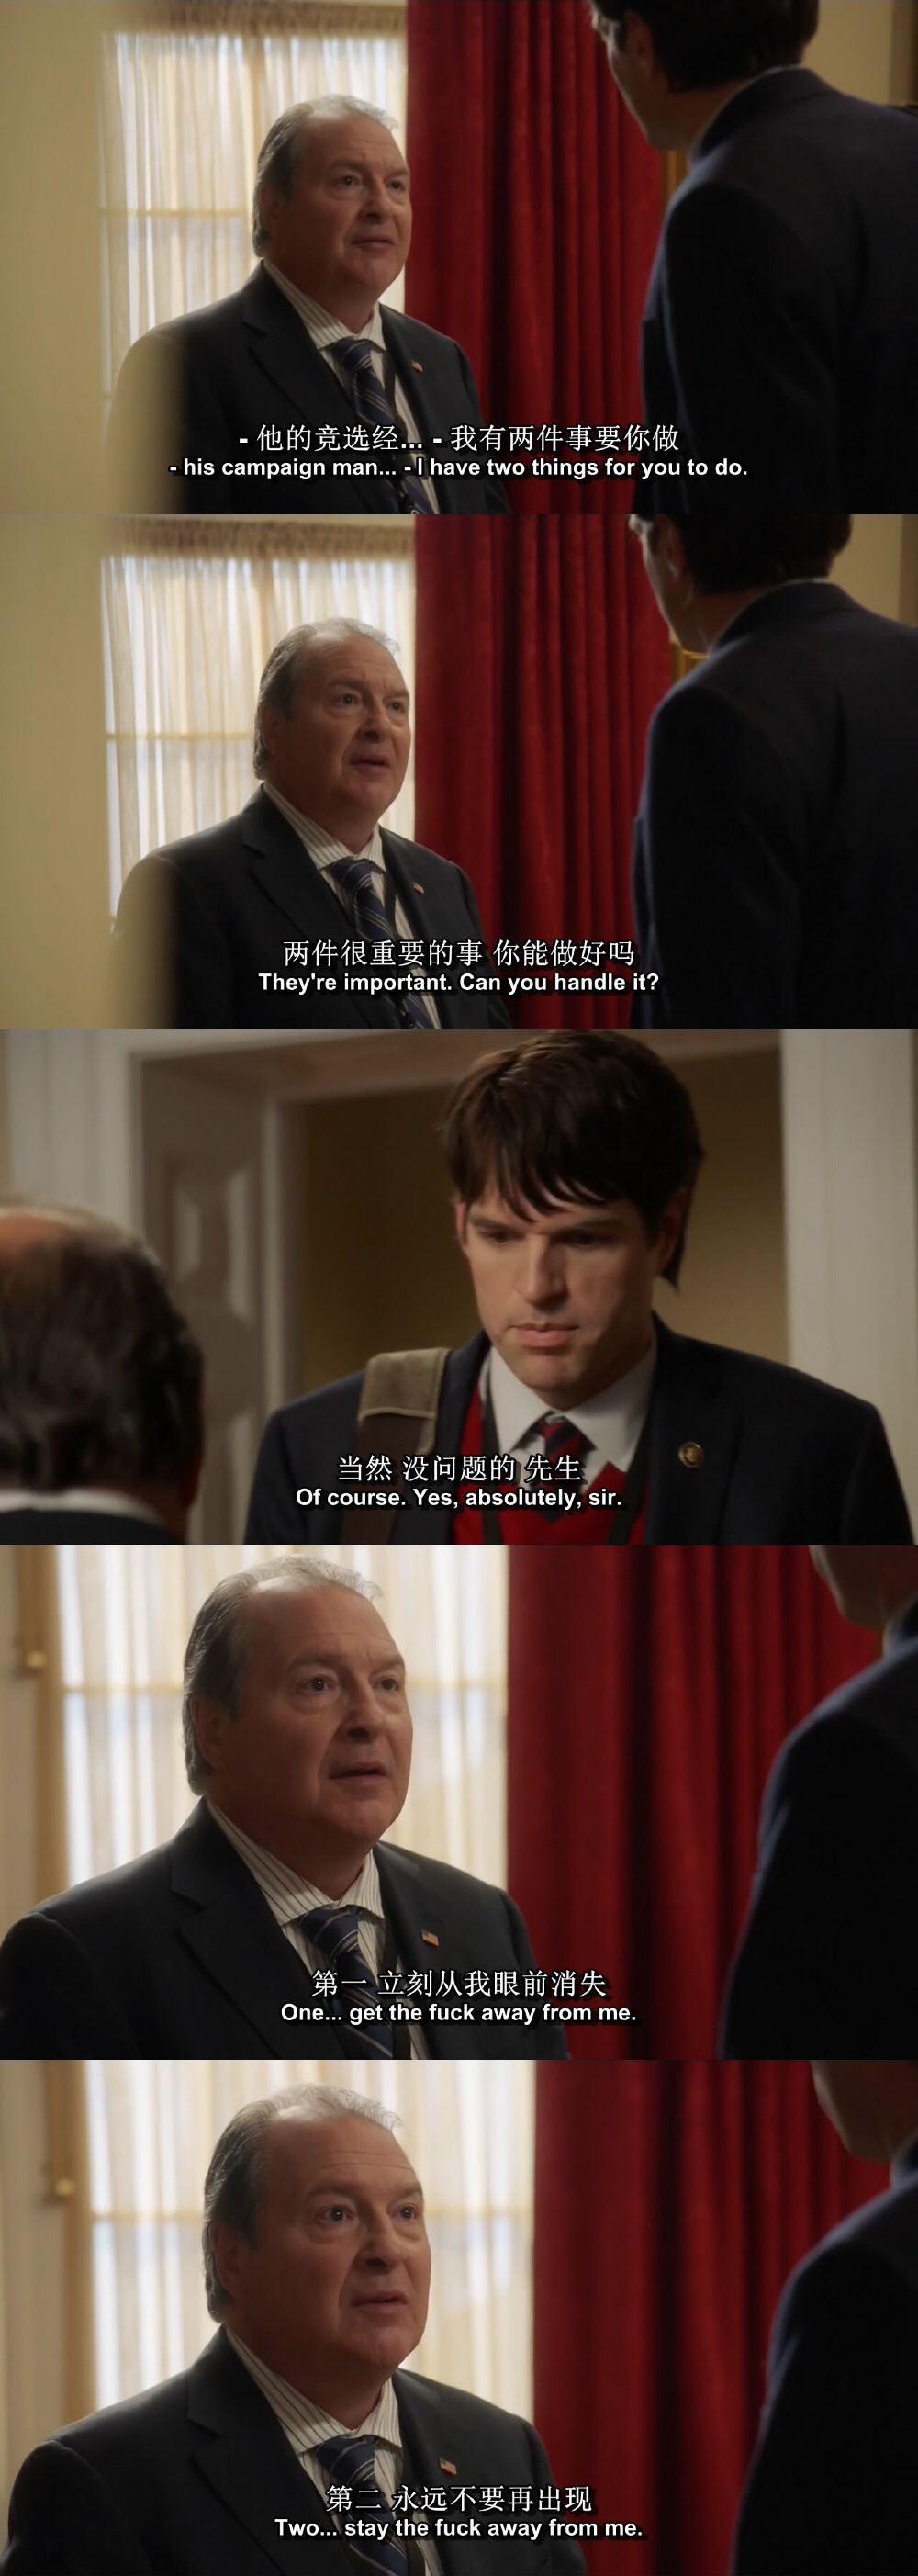 - 他的竞选经... - 我有两件事要你做
- his campaign man... - I have two things for you to do.
两件很重要的事 你能做好吗
They're important. Can you handle it?
当然 没问题的 先生
Of course. Yes, absolutely, sir.
第一 立刻从我眼前消失
One... get the fuck away from me.
第二 永远不要再出现
Two... stay the fuck away from me.